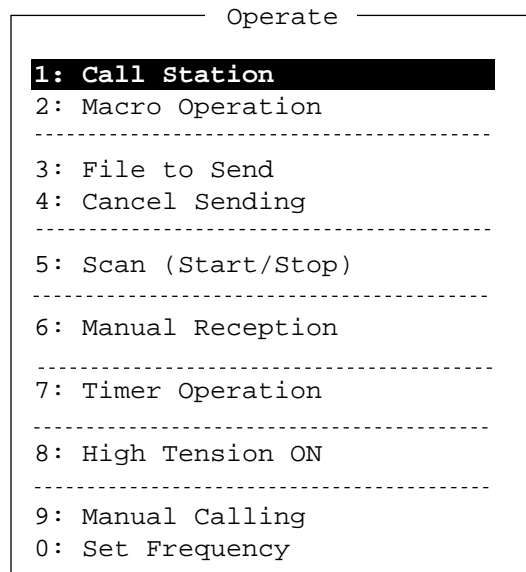 Operate
1: Call Station
2: Macro Operation
3: File to Send
4: Cancel Sending
5: Scan (Start/Stop)
6: Manual Reception
7: Timer Operation
8: High Tension ON
9: Manual Calling
0: Set Frequency